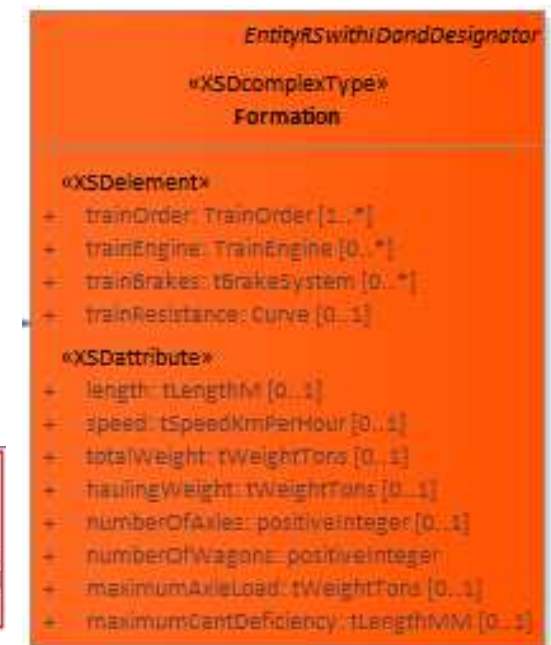 EntityRSwithIDandDesignator
«XSDcomplexType»
Formation
«XSDelement»
+ trainOrder: TrainOrder [1..*]
+ trainEngine: TrainEngine [0..*]
+ trainBrakes: tBrakeSystem [0..*]
+ trainResistance: Curve [0..1]
«XSDattribute»
+ length: tLengthM [0..1]
+ speed: tSpeedKmPerHour [0..1]
+ totalWeight: tWeightTons [0..1]
+ haulingWeight: tWeightTons [0..1]
+ numberOfAxles: positiveInteger [0..1]
+ numberOfWagons: positiveInteger
+ maximumAxleLoad: tWeightTons [0..1]
+ maximumCantDeficiency: tLengthMM [0..1]